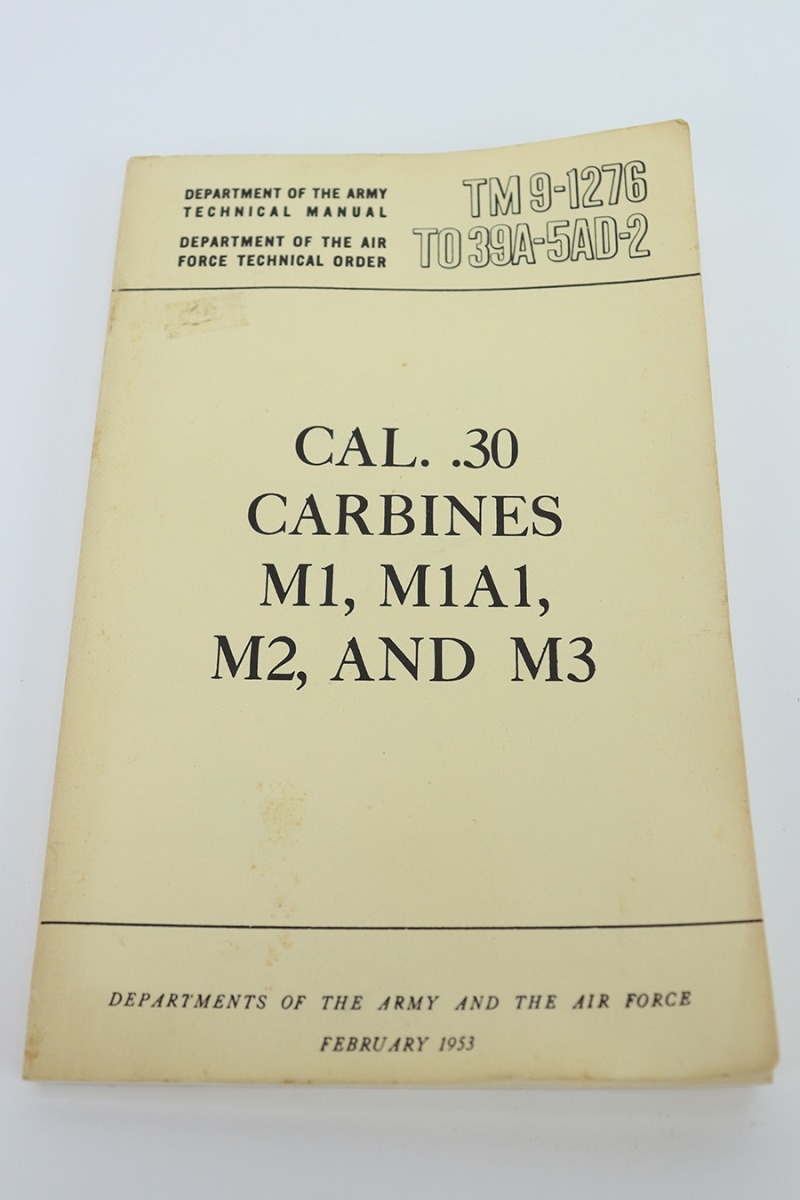 DEPARTMENT OF THE ARMY
TECHNICAL MANUAL
DEPARTMENT OF THE AIR
FORCE TECHNICAL ORDER
TM 9-1276
TO 39A-5AD-2
CAL. .30
CARBINES
M1, M1A1,
M2, AND M3
DEPARTMENTS OF THE ARMY AND THE AIR FORCE
FEBRUARY 1953